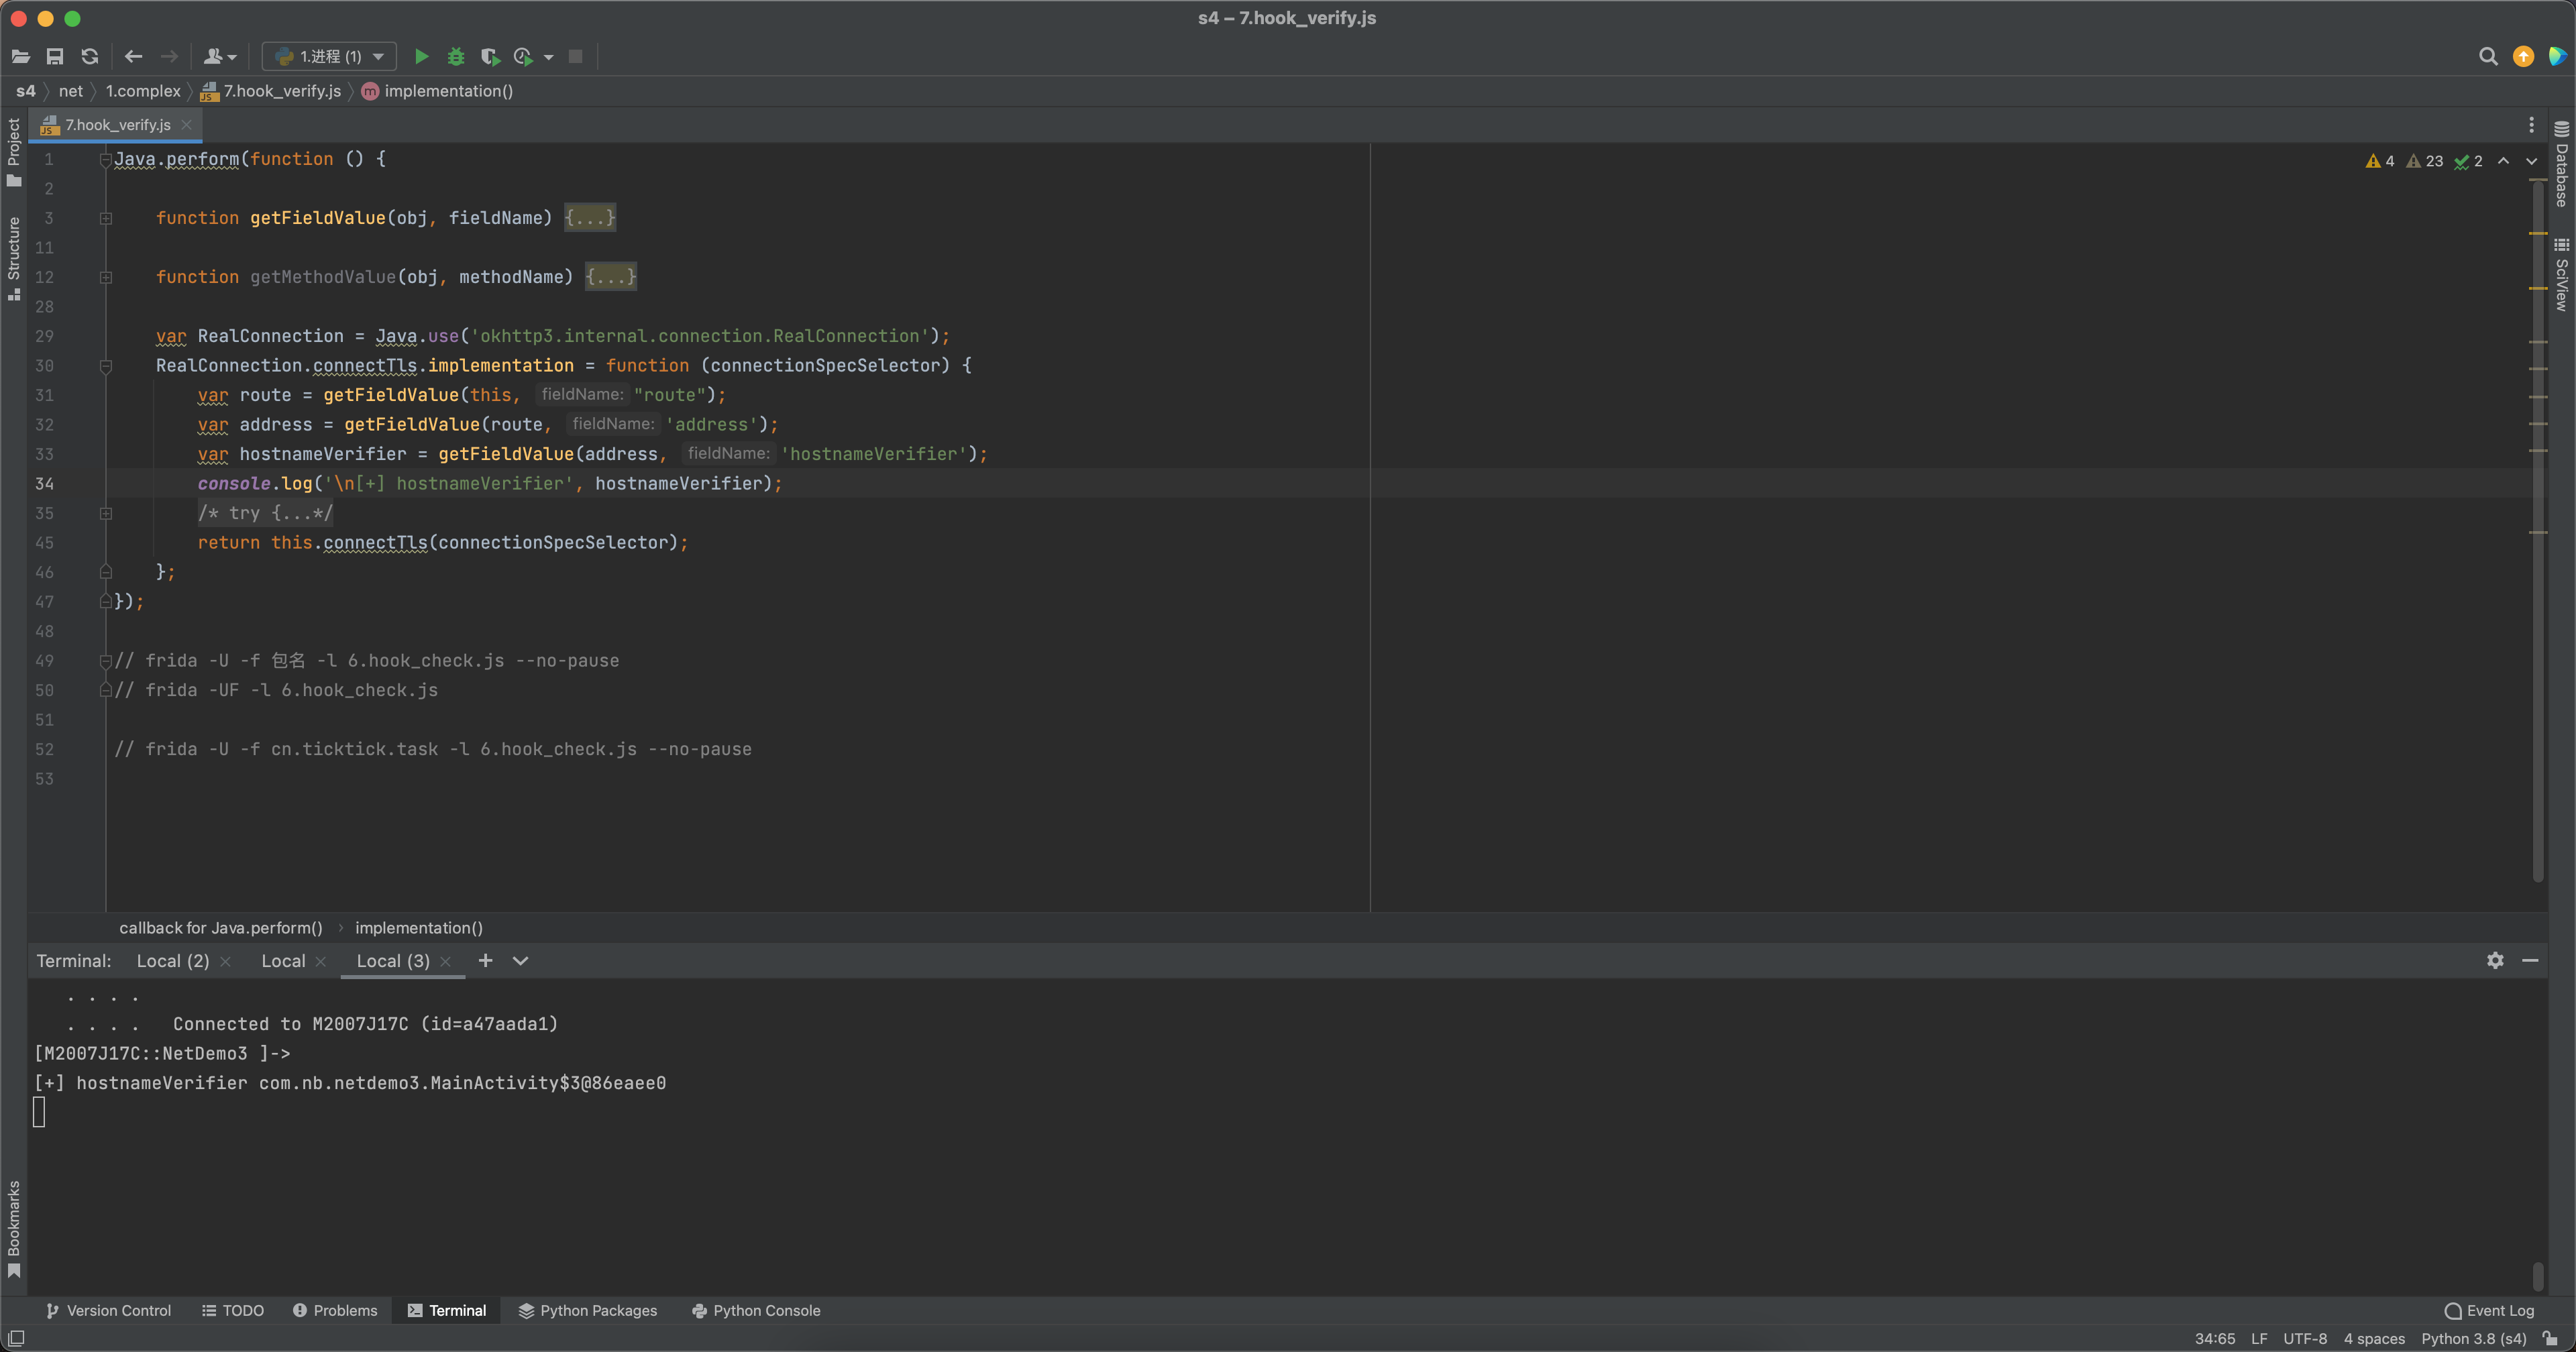 s4 – 7.hook_verify.js
1.进程 (1)
s4 net 1.complex 7.hook_verify.js implementation()
Project
Structure
Bookmarks
Database
SciView
7.hook_verify.js
4 23 2
1 Java.perform(function () {
2
3 function getFieldValue(obj, fieldName) {...}
11
12 function getMethodValue(obj, methodName) {...}
28
29 var RealConnection = Java.use('okhttp3.internal.connection.RealConnection');
30 RealConnection.connectTls.implementation = function (connectionSpecSelector) {
31 var route = getFieldValue(this, fieldName: "route");
32 var address = getFieldValue(route, fieldName: 'address');
33 var hostnameVerifier = getFieldValue(address, fieldName: 'hostnameVerifier');
34 console.log('\n[+] hostnameVerifier', hostnameVerifier);
35 /* try {...*/
45 return this.connectTls(connectionSpecSelector);
46 };
47 });
48
49 // frida -U -f 包名 -l 6.hook_check.js --no-pause
50 // frida -UF -l 6.hook_check.js
51
52 // frida -U -f cn.ticktick.task -l 6.hook_check.js --no-pause
53
callback for Java.perform() › implementation()
Terminal: Local (2) Local Local (3)
. . . .
. . . . Connected to M2007J17C (id=a47aada1)
[M2007J17C::NetDemo3 ]->
[+] hostnameVerifier com.nb.netdemo3.MainActivity$3@86eaee0
Version Control TODO Problems Terminal Python Packages Python Console Event Log
34:65 LF UTF-8 4 spaces Python 3.8 (s4)